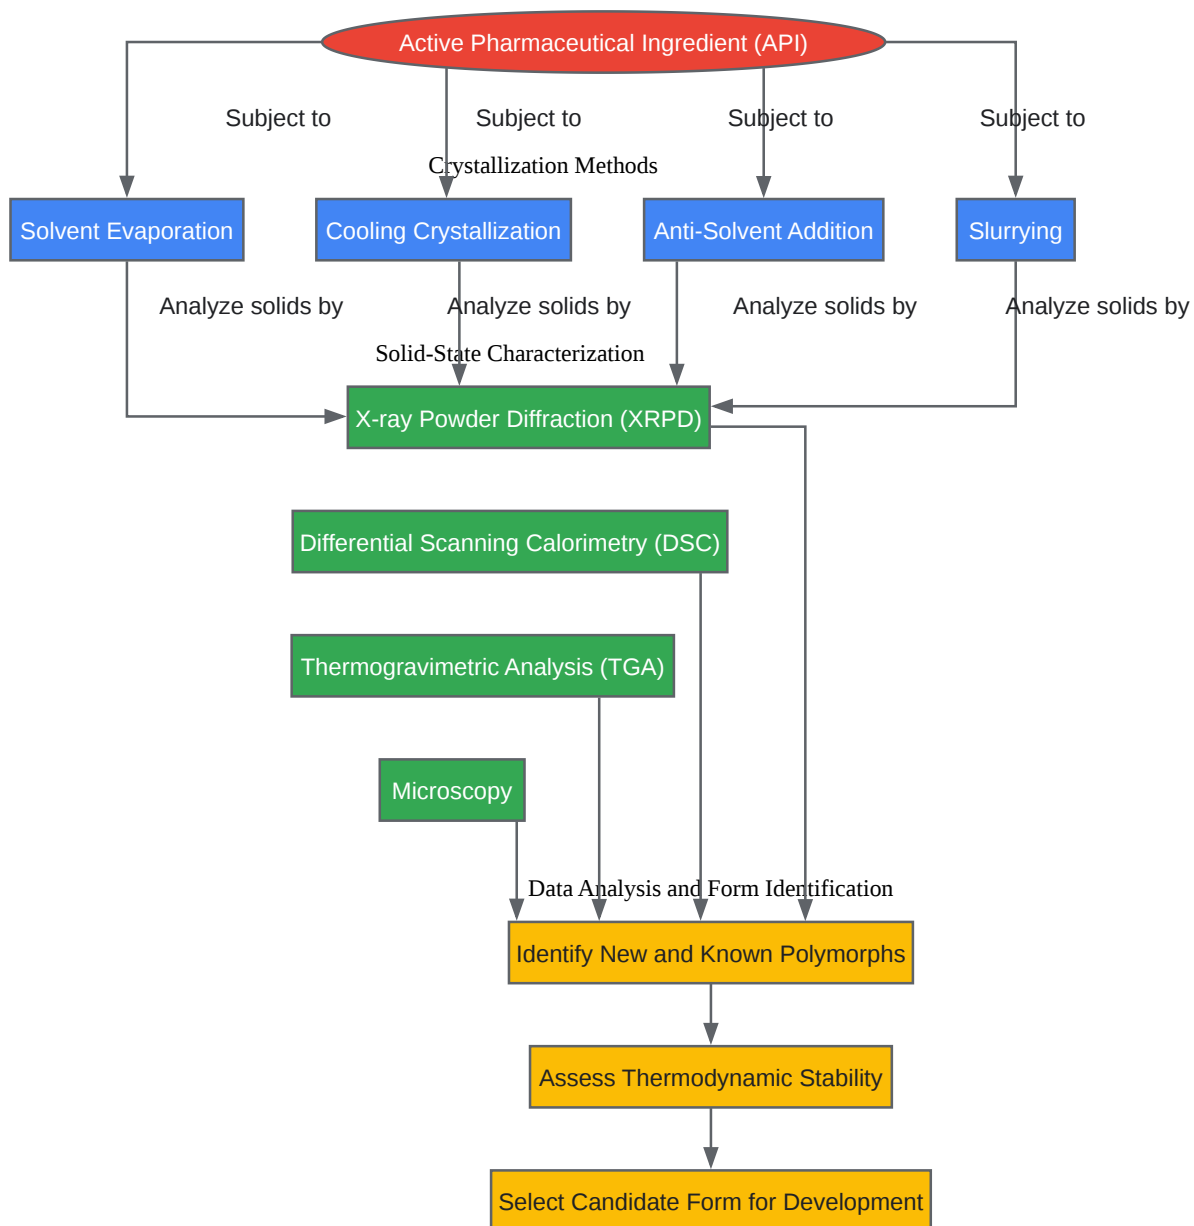 Active Pharmaceutical Ingredient (API)
Subject to
Subject to
Subject to
Subject to
Crystallization Methods
Solvent Evaporation
Cooling Crystallization
Anti-Solvent Addition
Slurrying
Analyze solids by
Analyze solids by
Analyze solids by
Analyze solids by
Solid-State Characterization
X-ray Powder Diffraction (XRPD)
Differential Scanning Calorimetry (DSC)
Thermogravimetric Analysis (TGA)
Microscopy
Data Analysis and Form Identification
Identify New and Known Polymorphs
Assess Thermodynamic Stability
Select Candidate Form for Development